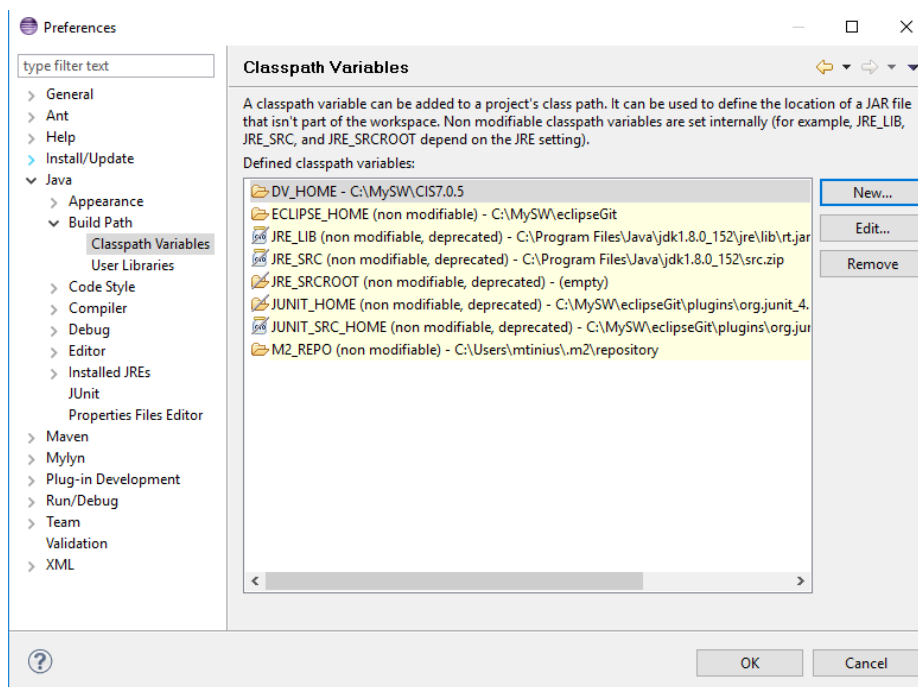 Preferences
type filter text
General
Ant
Help
Install/Update
Java
Appearance
Build Path
Classpath Variables
User Libraries
Code Style
Compiler
Debug
Editor
Installed JREs
JUnit
Properties Files Editor
Maven
Mylyn
Plug-in Development
Run/Debug
Team
Validation
XML
Classpath Variables
A classpath variable can be added to a project's class path. It can be used to define the location of a JAR file
that isn't part of the workspace. Non modifiable classpath variables are set internally (for example, JRE_LIB,
JRE_SRC, and JRE_SRCROOT depend on the JRE setting).
Defined classpath variables:
DV_HOME - C:\MySW\CIS7.0.5
ECLIPSE_HOME (non modifiable) - C:\MySW\eclipseGit
JRE_LIB (non modifiable, deprecated) - C:\Program Files\Java\jdk1.8.0_152\jre\lib\rt.jar
JRE_SRC (non modifiable, deprecated) - C:\Program Files\Java\jdk1.8.0_152\src.zip
JRE_SRCROOT (non modifiable, deprecated) - (empty)
JUNIT_HOME (non modifiable, deprecated) - C:\MySW\eclipseGit\plugins\org.junit_4.
JUNIT_SRC_HOME (non modifiable, deprecated) - C:\MySW\eclipseGit\plugins\org.jur
M2_REPO (non modifiable) - C:\Users\mtinius\.m2\repository
New...
Edit...
Remove
OK
Cancel